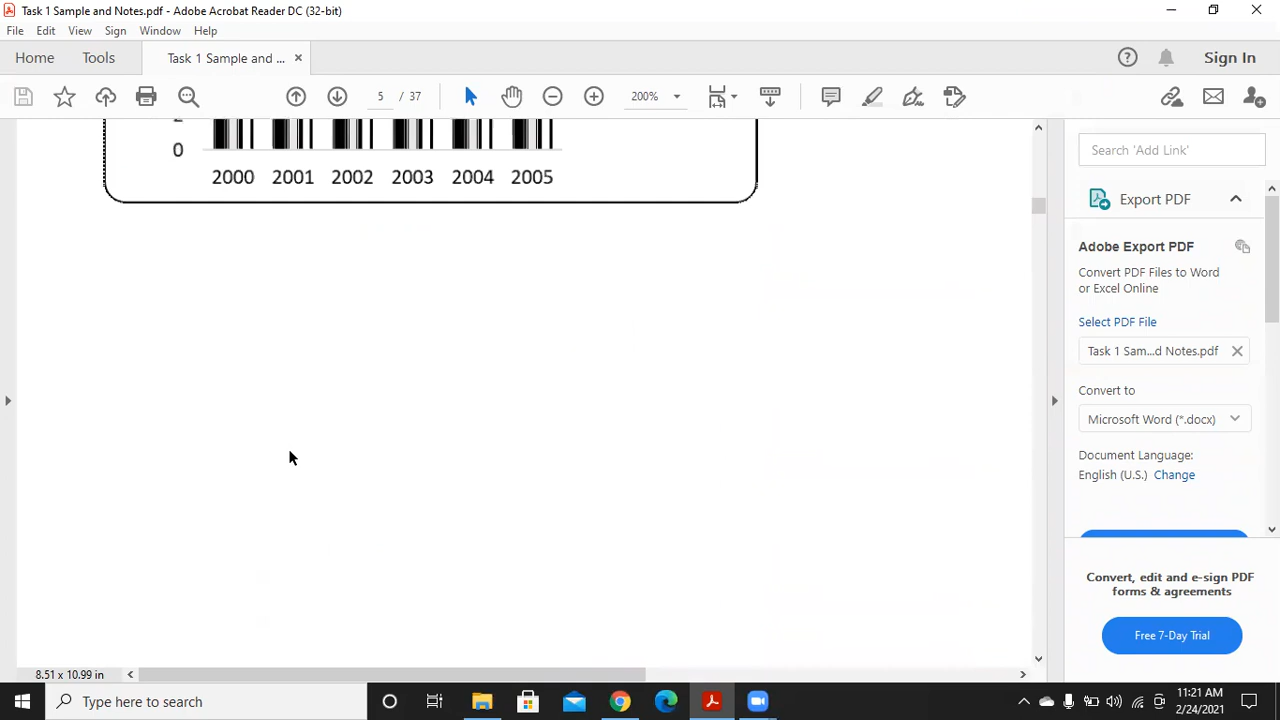 Task 1 Sample and Notes.pdf - Adobe Acrobat Reader DC (32-bit)
File Edit View Sign Window Help
Home Tools Task 1 Sample and ... × Sign In
5 / 37 200%
0
2000 2001 2002 2003 2004 2005
8.51 x 10.99 in
Search 'Add Link'
Export PDF
Adobe Export PDF
Convert PDF Files to Word
or Excel Online
Select PDF File
Task 1 Sam...d Notes.pdf
Convert to
Microsoft Word (*.docx)
Document Language:
English (U.S.) Change
Convert, edit and e-sign PDF
forms & agreements
Free 7-Day Trial
Type here to search
11:21 AM
2/24/2021